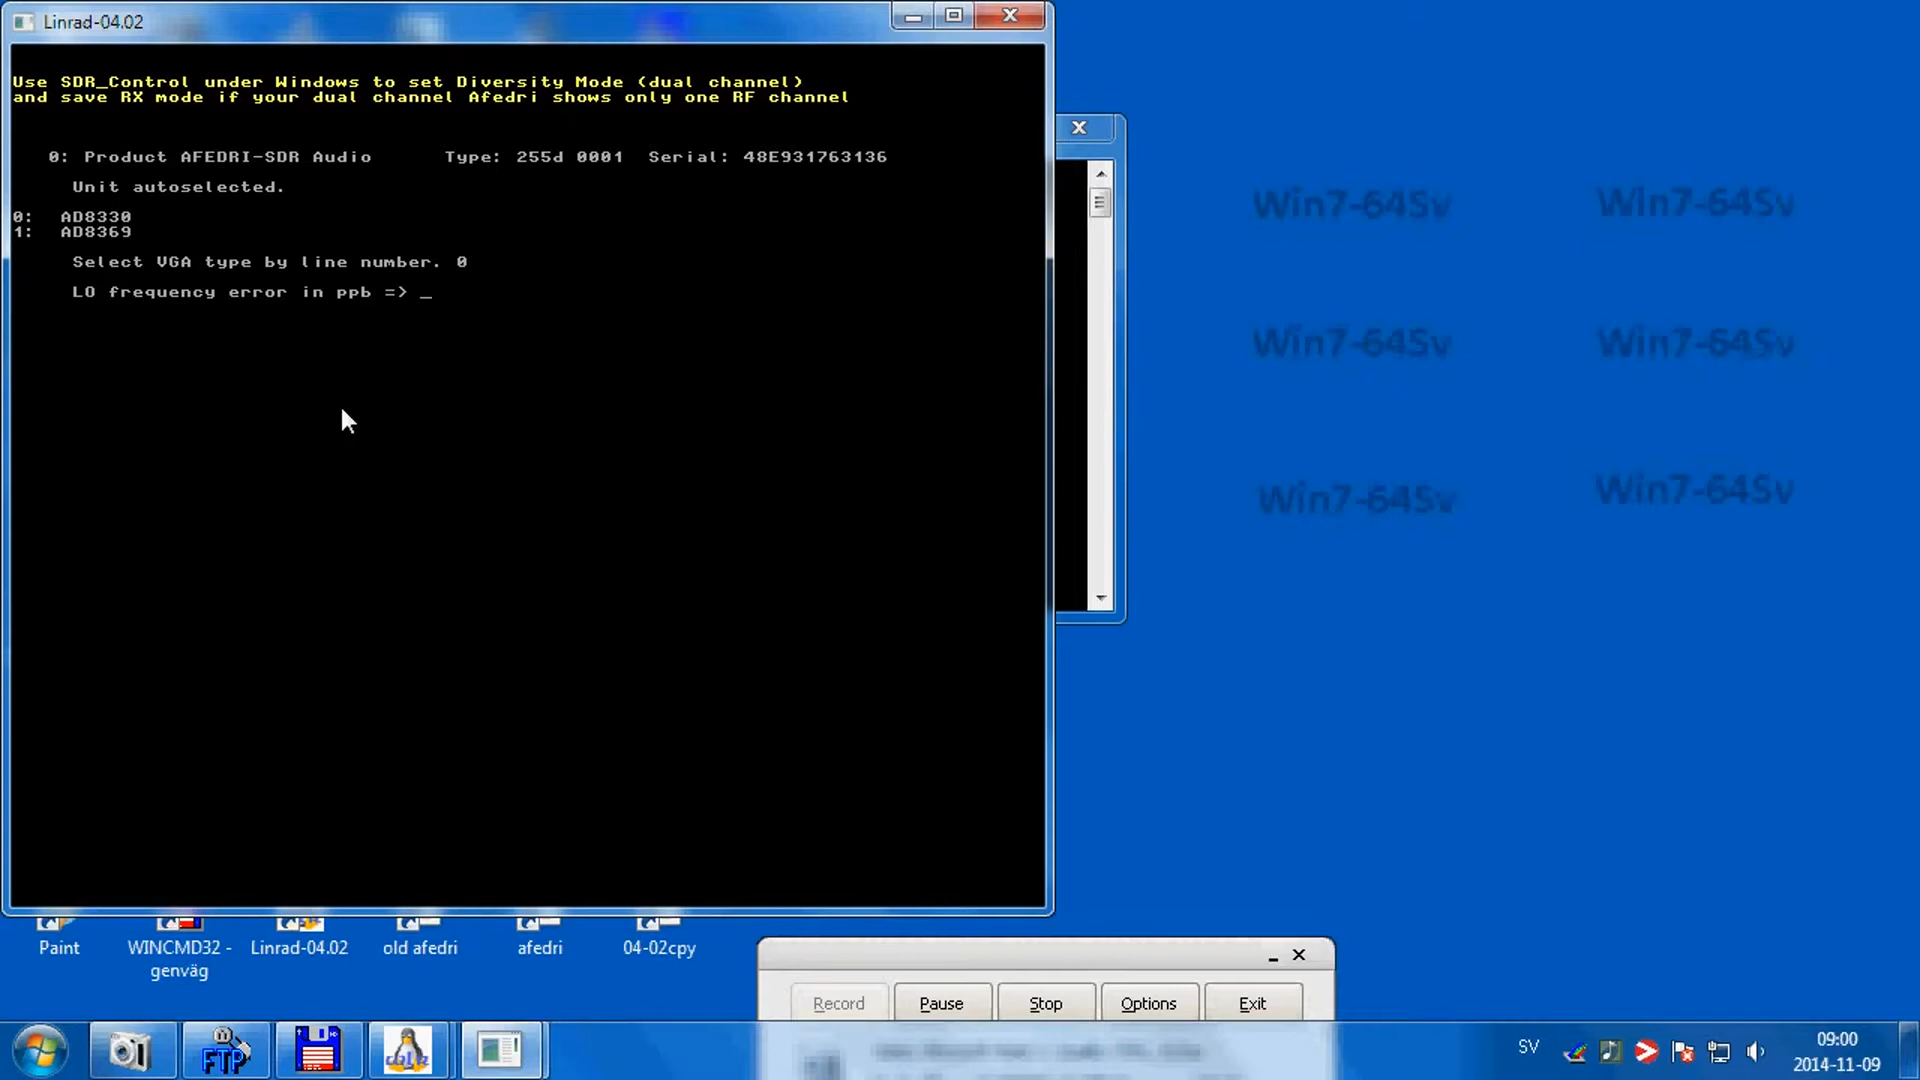 Linrad-04.02
Use SDR_Control under Windows to set Diversity Mode (dual channel)
and save RX mode if your dual channel Afedri shows only one RF channel
0: Product AFEDRI-SDR Audio Type: 255d 0001 Serial: 48E931763136
Unit autoselected.
0: AD8330
1: AD8369
Select VGA type by line number. 0
LO frequency error in ppb => _
Win7-64Sv Win7-64Sv
Win7-64Sv Win7-64Sv
Win7-64Sv Win7-64Sv
Paint
WINCMD32 -
genväg
Linrad-04.02
old afedri
afedri
04-02cpy
Record Pause Stop Options Exit
FTP
SV
09:00
2014-11-09